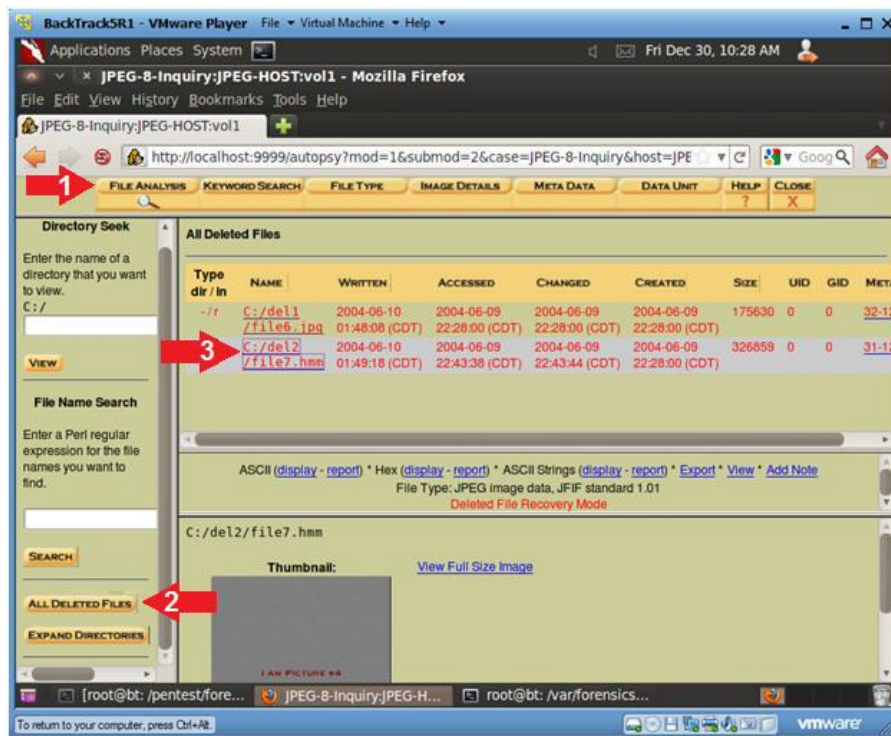 BackTrack5R1 - VMware Player File Virtual Machine Help
Applications Places System Fri Dec 30, 10:28 AM
JPEG-8-Inquiry:JPEG-HOST:vol1 - Mozilla Firefox
File Edit View History Bookmarks Tools Help
JPEG-8-Inquiry:JPEG-HOST:vol1
http://localhost:9999/autopsy?mod=1&submod=2&case=JPEG-8-Inquiry&host=JPE Goog
1 FILE ANALYSIS KEYWORD SEARCH FILE TYPE IMAGE DETAILS META DATA DATA UNIT HELP CLOSE
? X
Directory Seek
Enter the name of a
directory that you want
to view.
C:/
VIEW
File Name Search
Enter a Perl regular
expression for the file
names you want to
find.
SEARCH
ALL DELETED FILES 2
EXPAND DIRECTORIES
All Deleted Files
Type
dir / in NAME WRITTEN ACCESSED CHANGED CREATED SIZE UID GID META
- / r C:/del1 2004-06-10 2004-06-09 2004-06-09 2004-06-09 175630 0 0 32-12
/file6.jpg 01:48:08 (CDT) 22:28:00 (CDT) 22:28:00 (CDT) 22:28:00 (CDT)
3 C:/del2 2004-06-10 2004-06-09 2004-06-09 2004-06-09 326859 0 0 31-12
/file7.hmm 01:49:18 (CDT) 22:43:38 (CDT) 22:43:44 (CDT) 22:28:00 (CDT)
ASCII (display - report) * Hex (display - report) * ASCII Strings (display - report) * Export * View * Add Note
File Type: JPEG image data, JFIF standard 1.01
Deleted File Recovery Mode
C:/del2/file7.hmm
Thumbnail: View Full Size Image
I AM PICTURE #4
[root@bt: /pentest/fore... JPEG-8-Inquiry:JPEG-H... root@bt: /var/forensics...
To return to your computer, press Ctrl+Alt. vmware